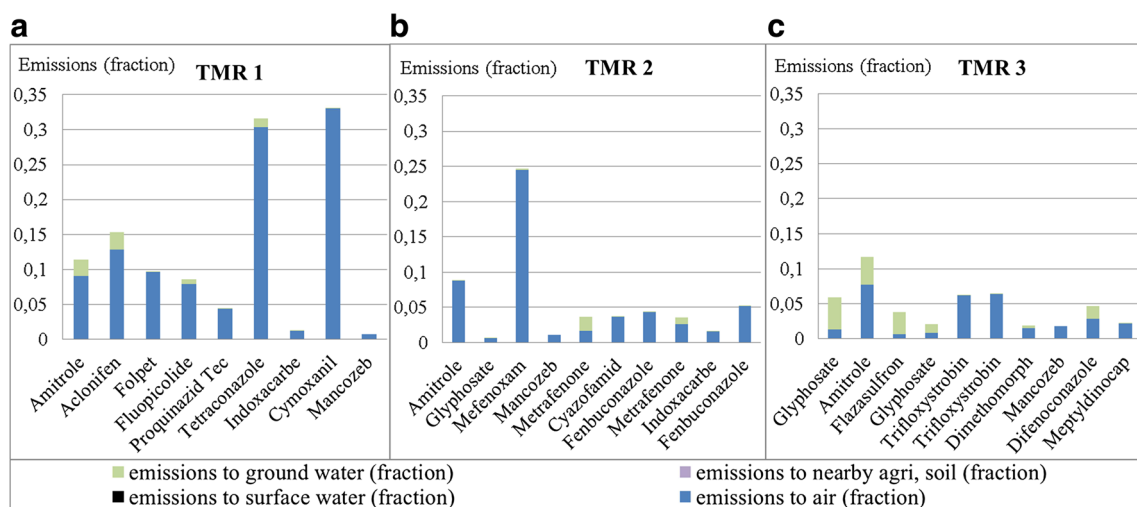 a
Emissions (fraction) TMR 1
0,35
0,3
0,25
0,2
0,15
0,1
0,05
0
Amitrole
Aclonifen
Folpet
Fluopicolide
Proquinazid Tec
Tetraconazole
Indoxacarbe
Cymoxanil
Mancozeb
b
Emissions (fraction) TMR 2
0,35
0,3
0,25
0,2
0,15
0,1
0,05
0
Amitrole
Glyphosate
Mefenoxam
Mancozeb
Metrafenone
Cyazofamid
Fenbuconazole
Metrafenone
Indoxacarbe
Fenbuconazole
c
Emissions (fraction) TMR 3
0,35
0,3
0,25
0,2
0,15
0,1
0,05
0
Glyphosate
Amitrole
Flazasulfron
Glyphosate
Trifloxystrobin
Trifloxystrobin
Dimethomorph
Mancozeb
Difenoconazole
Meptyldinocap
emissions to ground water (fraction)
emissions to nearby agri, soil (fraction)
emissions to surface water (fraction)
emissions to air (fraction)